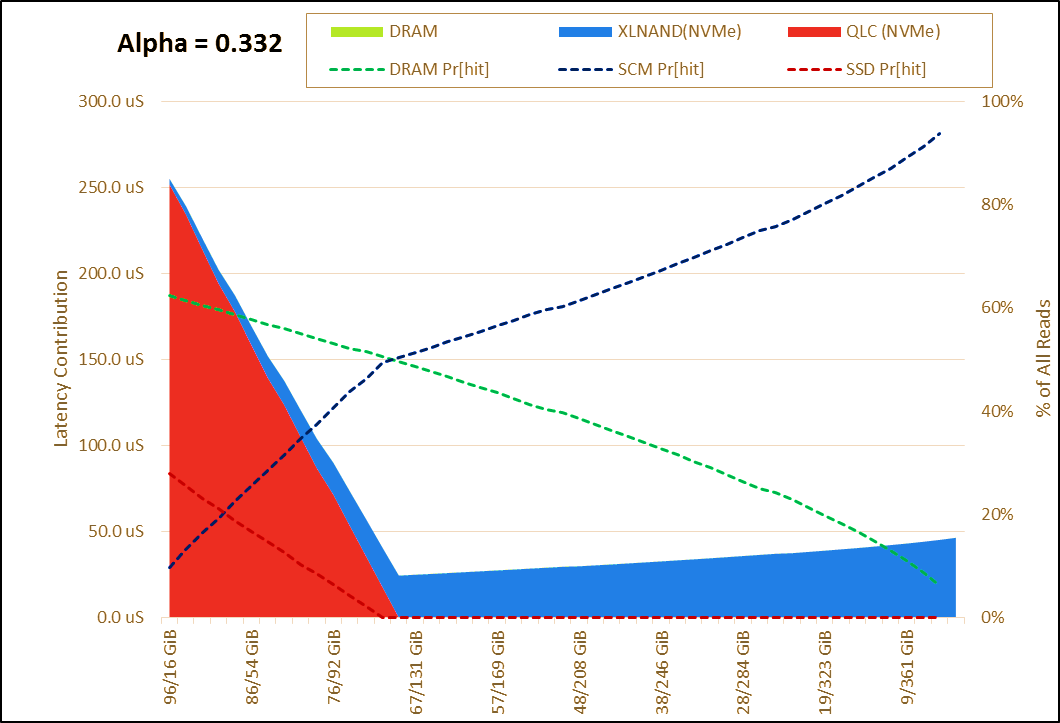 Alpha = 0.332
DRAM XLNAND(NVMe) QLC (NVMe)
DRAM Pr[hit] SCM Pr[hit] SSD Pr[hit]
300.0 uS
250.0 uS
200.0 uS
150.0 uS
100.0 uS
50.0 uS
0.0 uS
Latency Contribution
100%
80%
60%
40%
20%
0%
% of All Reads
96/16 GiB
86/54 GiB
76/92 GiB
67/131 GiB
57/169 GiB
48/208 GiB
38/246 GiB
28/284 GiB
19/323 GiB
9/361 GiB